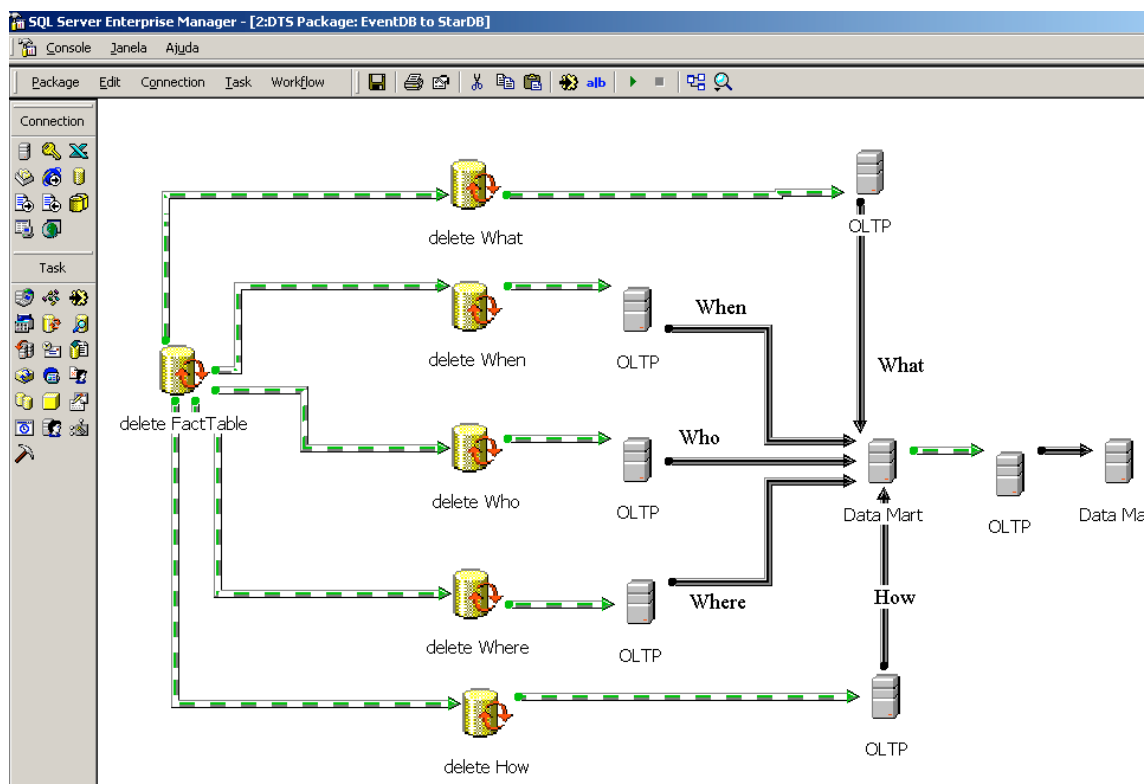 SQL Server Enterprise Manager - [2:DTS Package: EventDB to StarDB]
Console Janela Ajuda
Package Edit Connection Task Workflow alb
Connection
Task
delete What
OLTP
delete When
When
OLTP
What
delete FactTable
Who
delete Who
OLTP
Data Mart
OLTP
Data Ma
delete Where
Where
OLTP
How
delete How
OLTP